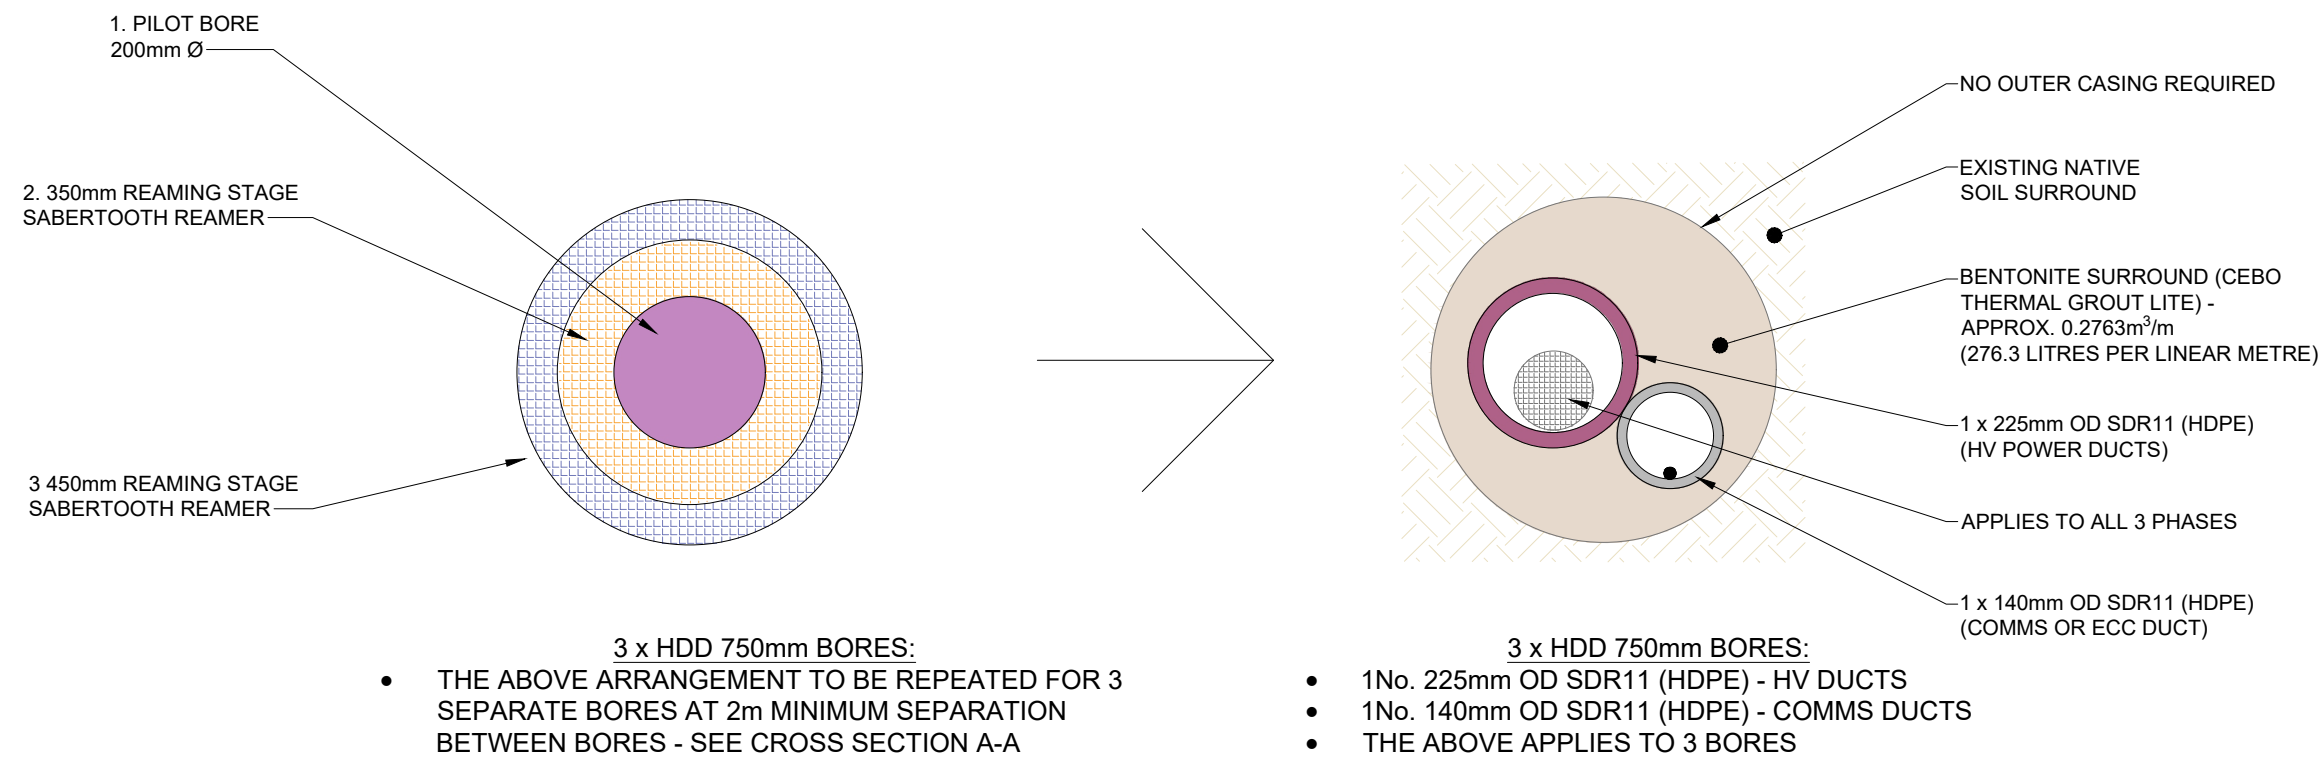 1. PILOT BORE
200mm Ø
2. 350mm REAMING STAGE
SABERTOOTH REAMER
3 450mm REAMING STAGE
SABERTOOTH REAMER
NO OUTER CASING REQUIRED
EXISTING NATIVE
SOIL SURROUND
BENTONITE SURROUND (CEBO
THERMAL GROUT LITE) -
APPROX. 0.2763m³/m
(276.3 LITRES PER LINEAR METRE)
1 x 225mm OD SDR11 (HDPE)
(HV POWER DUCTS)
APPLIES TO ALL 3 PHASES
1 x 140mm OD SDR11 (HDPE)
(COMMS OR ECC DUCT)
3 x HDD 750mm BORES:
• THE ABOVE ARRANGEMENT TO BE REPEATED FOR 3
SEPARATE BORES AT 2m MINIMUM SEPARATION
BETWEEN BORES - SEE CROSS SECTION A-A
3 x HDD 750mm BORES:
• 1No. 225mm OD SDR11 (HDPE) - HV DUCTS
• 1No. 140mm OD SDR11 (HDPE) - COMMS DUCTS
• THE ABOVE APPLIES TO 3 BORES